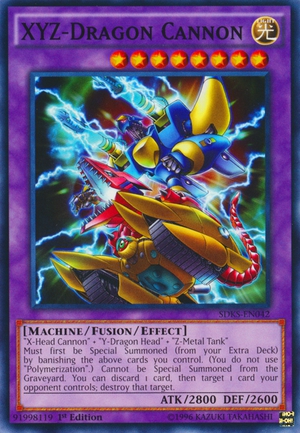 XYZ-DRAGON CANNON
LIGHT
光
SDKS-EN042
[MACHINE/FUSION/EFFECT]
"X-Head Cannon" + "Y-Dragon Head" + "Z-Metal Tank"
Must first be Special Summoned (from your Extra Deck)
by banishing the above cards you control. (You do not use
"Polymerization".) Cannot be Special Summoned from the
Graveyard. You can discard 1 card, then target 1 card your
opponent controls; destroy that target.
ATK/2800 DEF/2600
91998119 1st Edition ©1996 KAZUKI TAKAHASHI